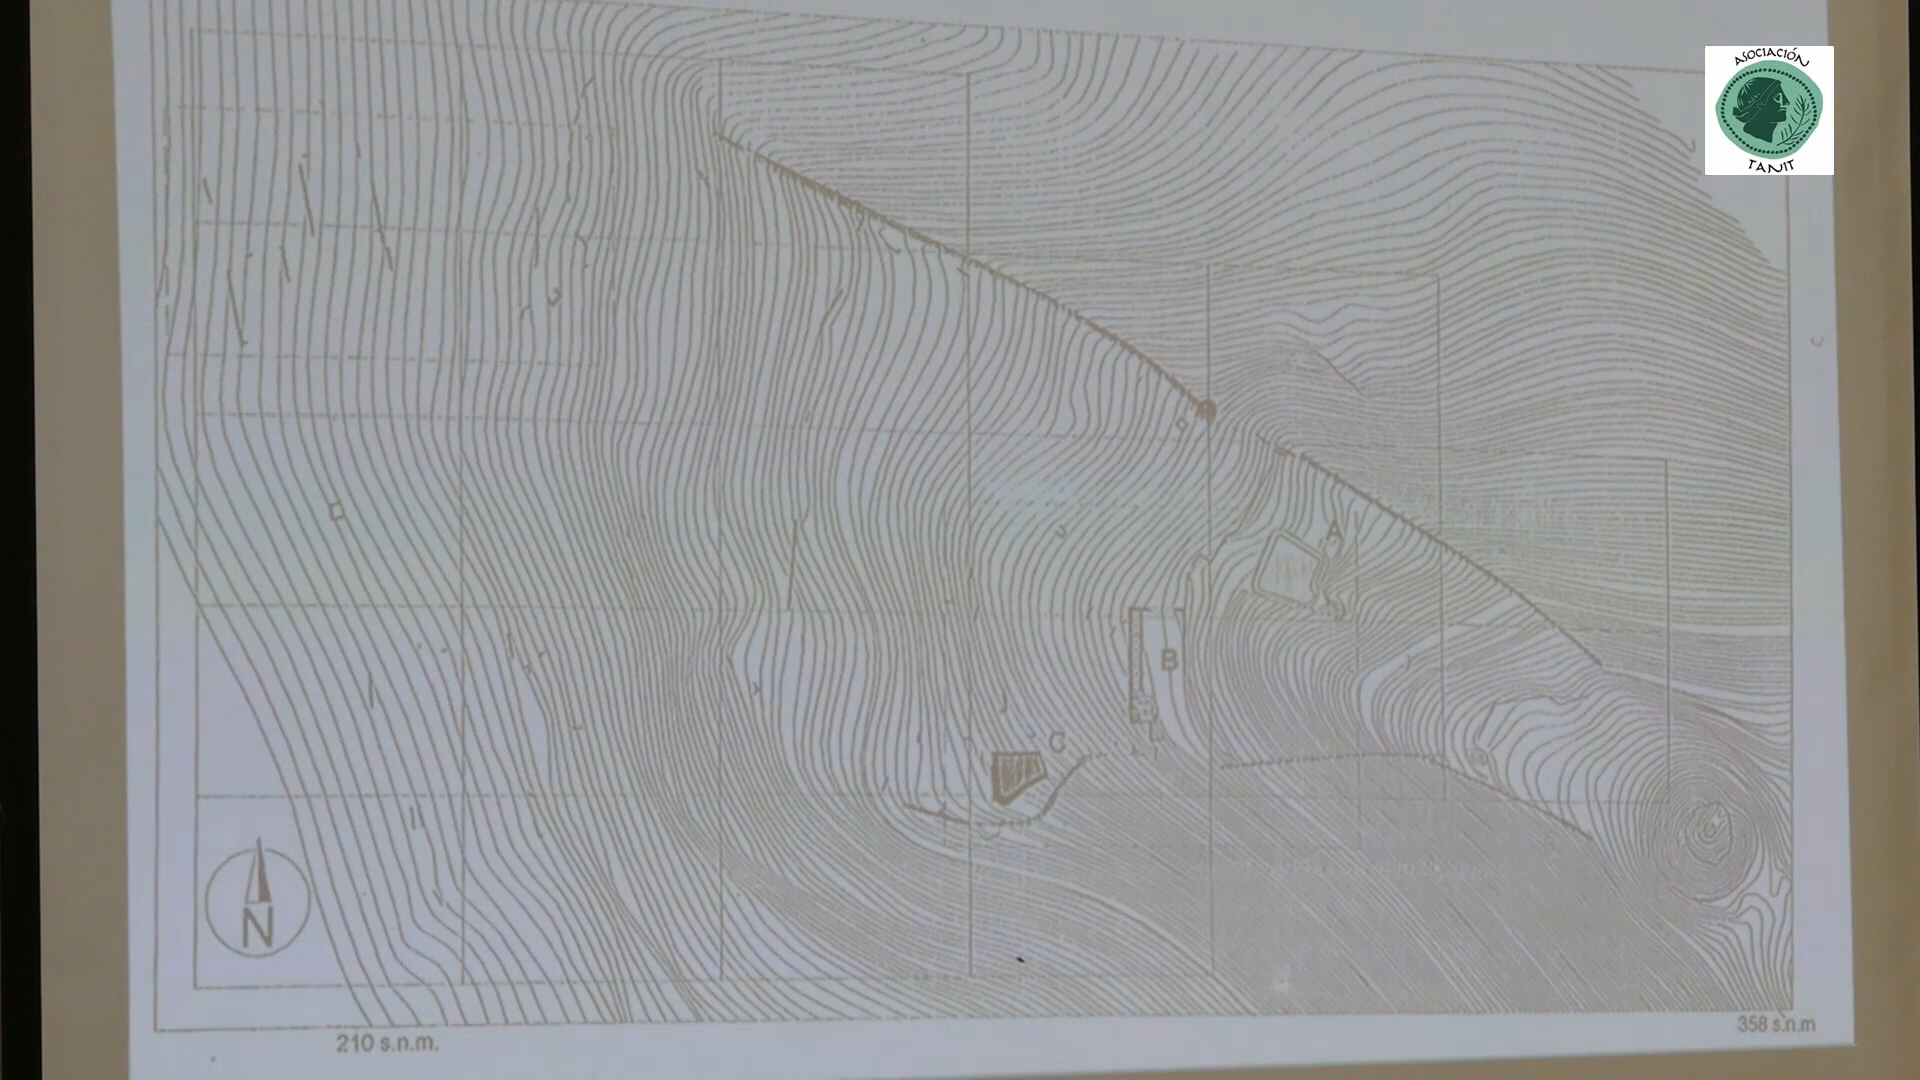 ASOCIACIÓN
TANIT
A
B
C
N
210 s.n.m.
358 s.n.m